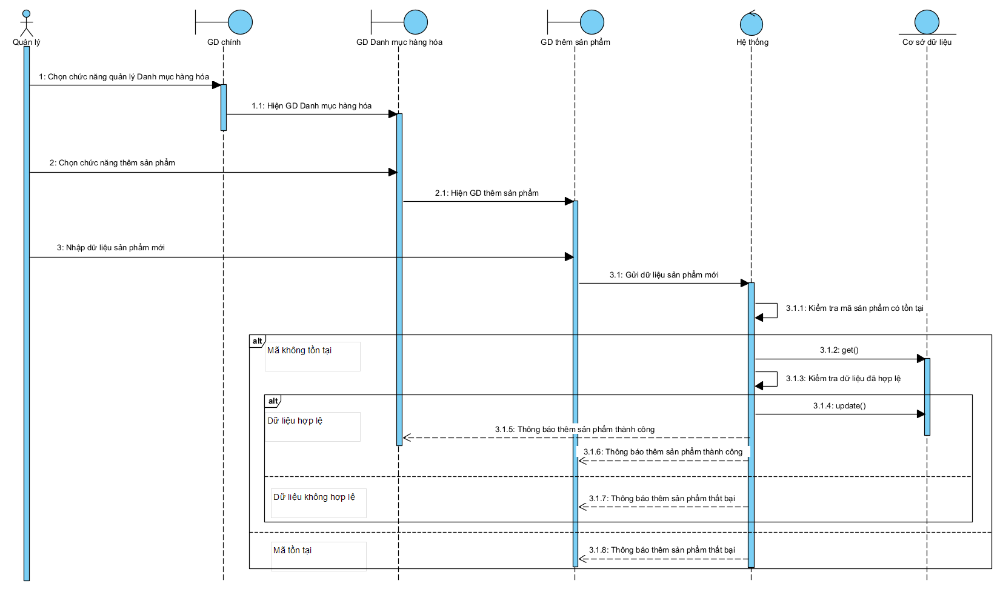 Quản lý
GD chính
GD Danh mục hàng hóa
GD thêm sản phẩm
Hệ thống
Cơ sở dữ liệu
1: Chọn chức năng quản lý Danh mục hàng hóa
1.1: Hiện GD Danh mục hàng hóa
2: Chọn chức năng thêm sản phẩm
2.1: Hiện GD thêm sản phẩm
3: Nhập dữ liệu sản phẩm mới
3.1: Gửi dữ liệu sản phẩm mới
3.1.1: Kiểm tra mã sản phẩm có tồn tại
alt
Mã không tồn tại
3.1.2: get()
3.1.3: Kiểm tra dữ liệu đã hợp lệ
alt
3.1.4: update()
Dữ liệu hợp lệ
3.1.5: Thông báo thêm sản phẩm thành công
3.1.6: Thông báo thêm sản phẩm thành công
Dữ liệu không hợp lệ
3.1.7: Thông báo thêm sản phẩm thất bại
Mã tồn tại
3.1.8: Thông báo thêm sản phẩm thất bại